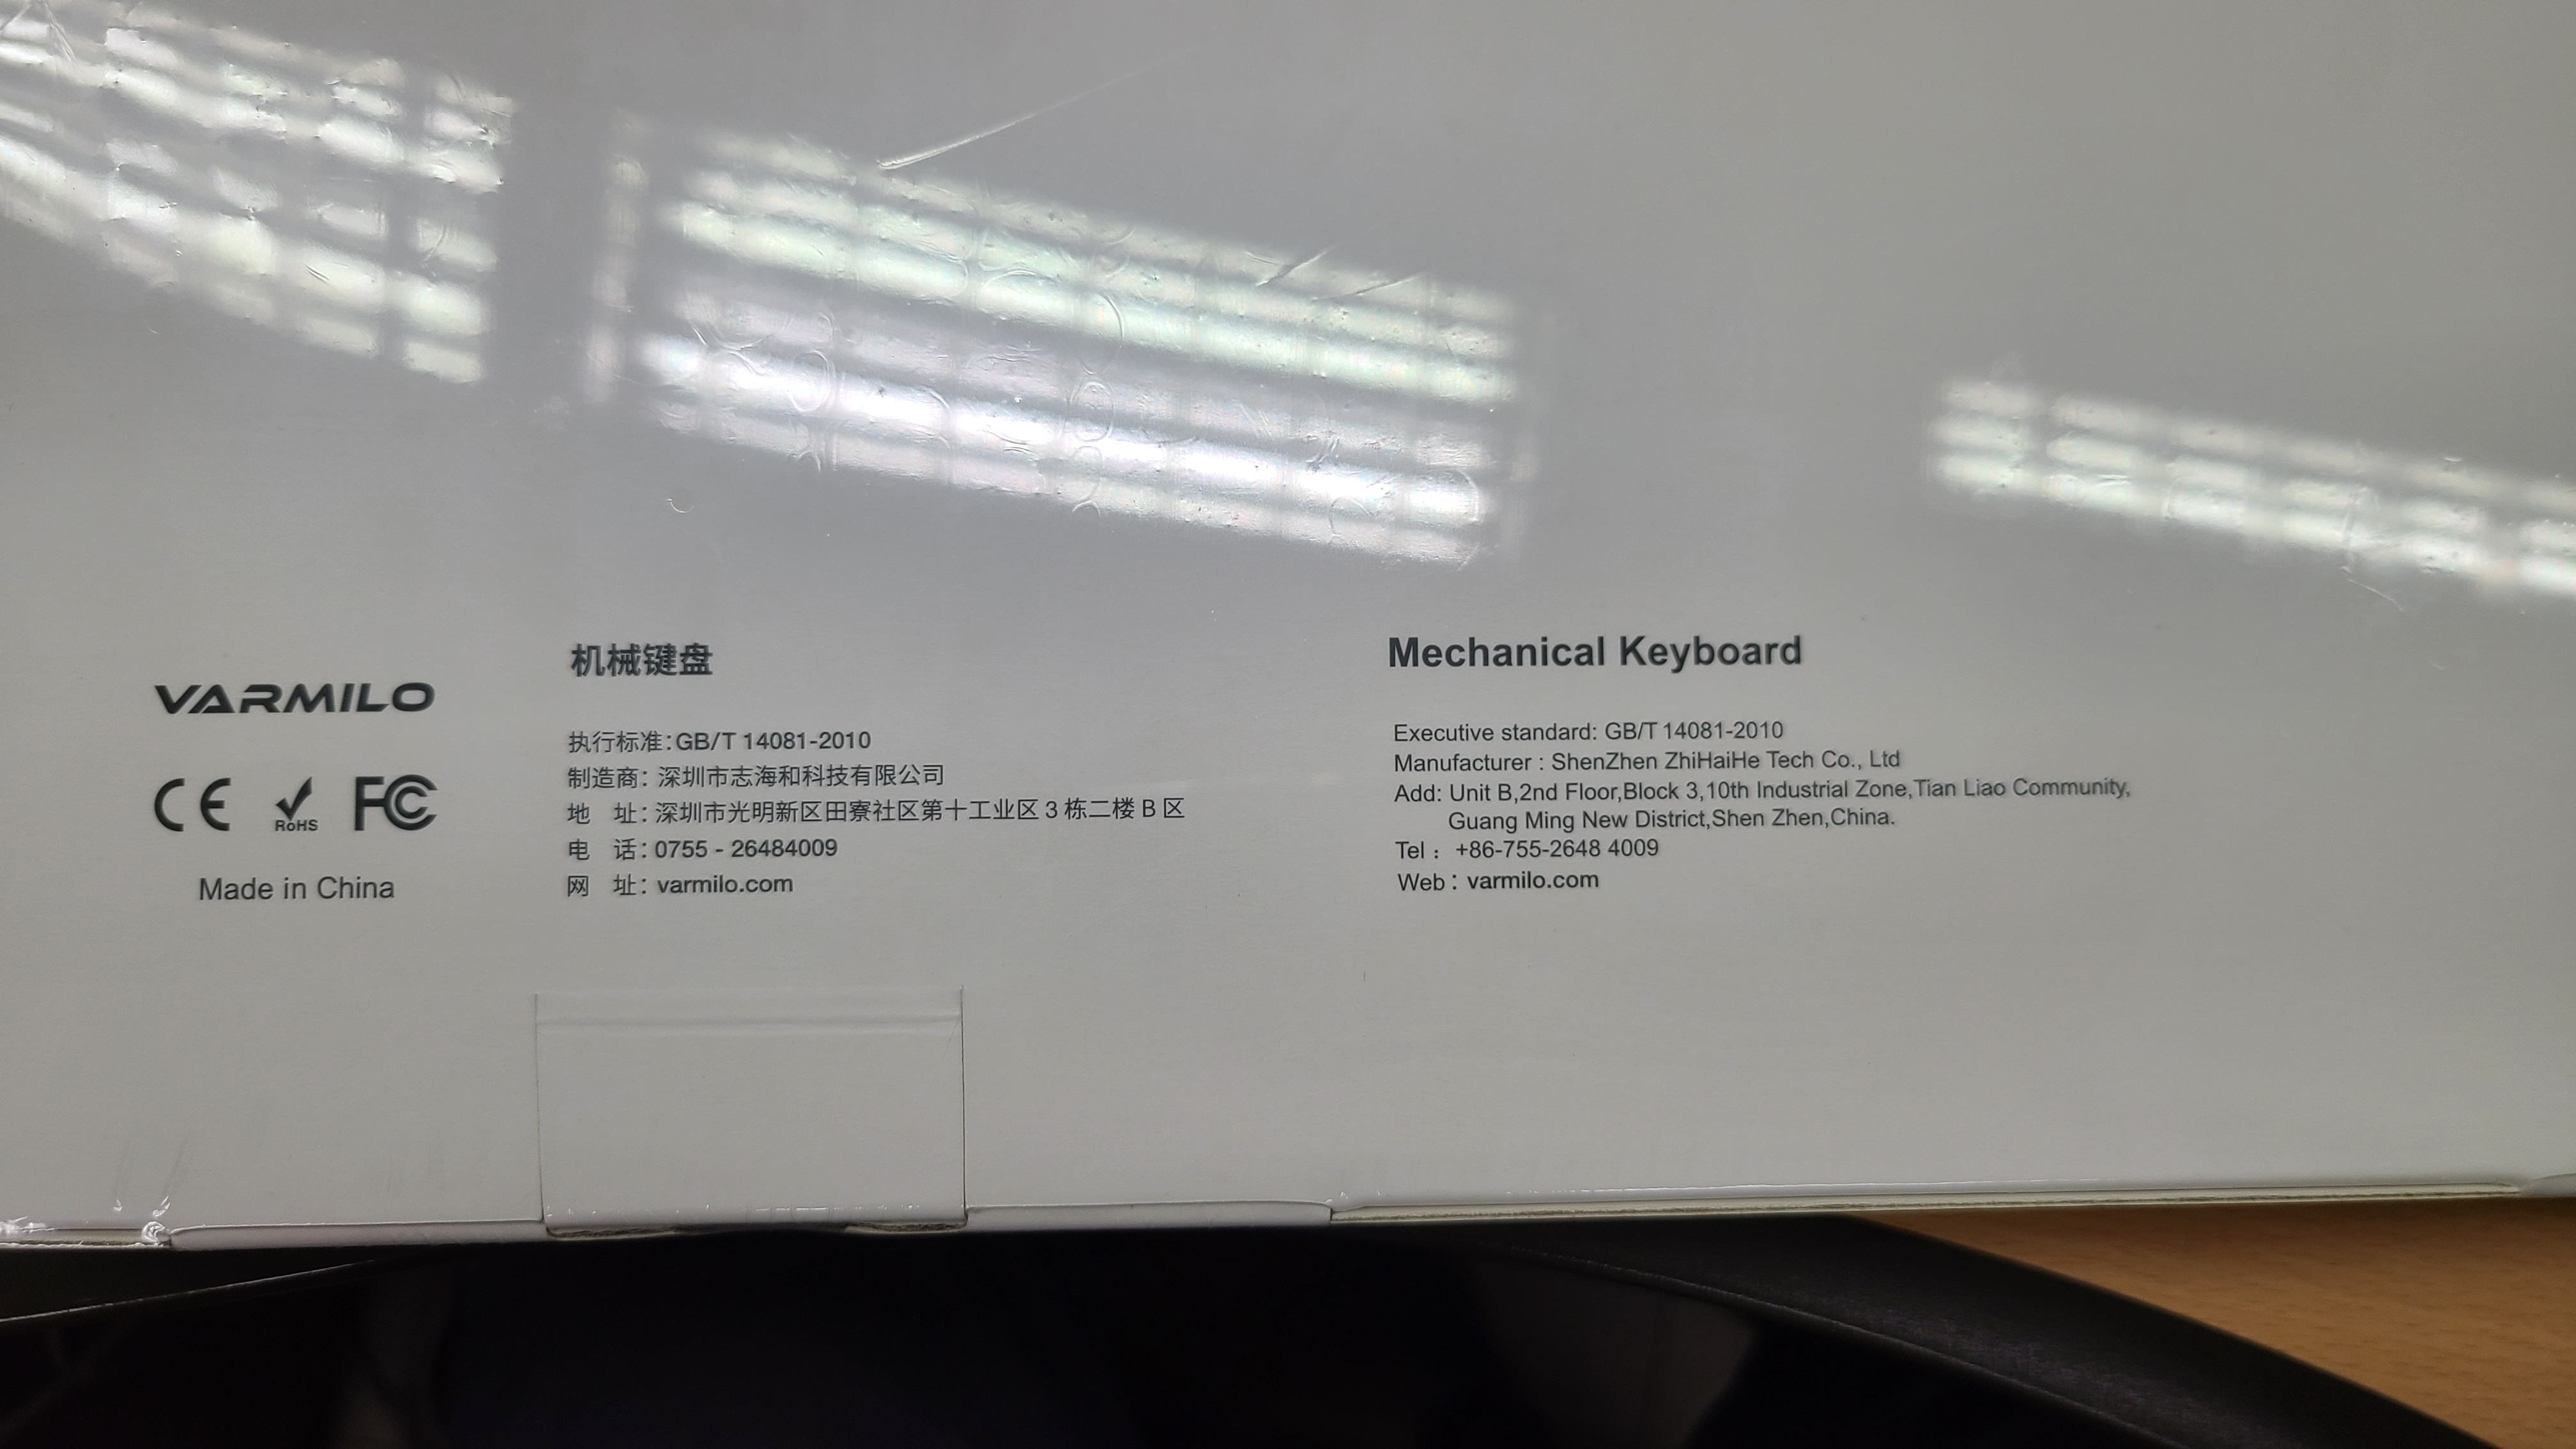 VARMILO
CE RoHS FC
Made in China
机械键盘
执行标准:GB/T 14081-2010
制造商: 深圳市志海和科技有限公司
地 址: 深圳市光明新区田寮社区第十工业区 3 栋二楼 B 区
电 话: 0755 - 26484009
网 址: varmilo.com
Mechanical Keyboard
Executive standard: GB/T 14081-2010
Manufacturer : ShenZhen ZhiHaiHe Tech Co., Ltd
Add: Unit B,2nd Floor,Block 3,10th Industrial Zone,Tian Liao Community,
Guang Ming New District,Shen Zhen,China.
Tel : +86-755-2648 4009
Web : varmilo.com